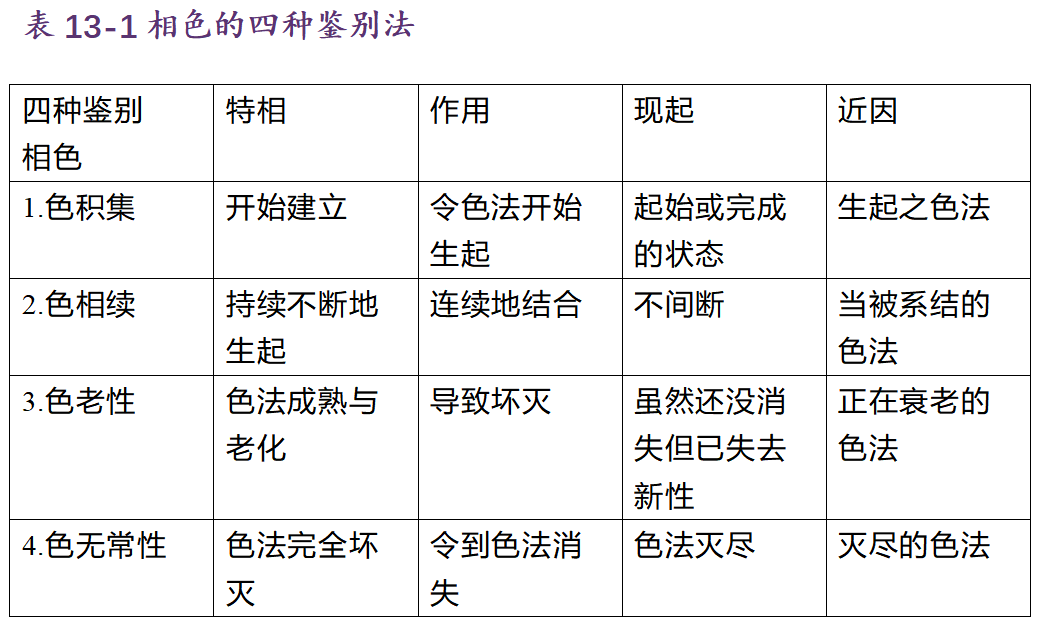 表 13-1 相色的四种鉴别法
四种鉴别 特相 作用 现起 近因
相色
1.色积集 开始建立 令色法开始 起始或完成 生起之色法
生起 的状态
2.色相续 持续不断地 连续地结合 不间断 当被系结的
生起 色法
3.色老性 色法成熟与 导致坏灭 虽然还没消 正在衰老的
老化 失但已失去 色法
新性
4.色无常性 色法完全坏 令到色法消 色法灭尽 灭尽的色法
灭 失